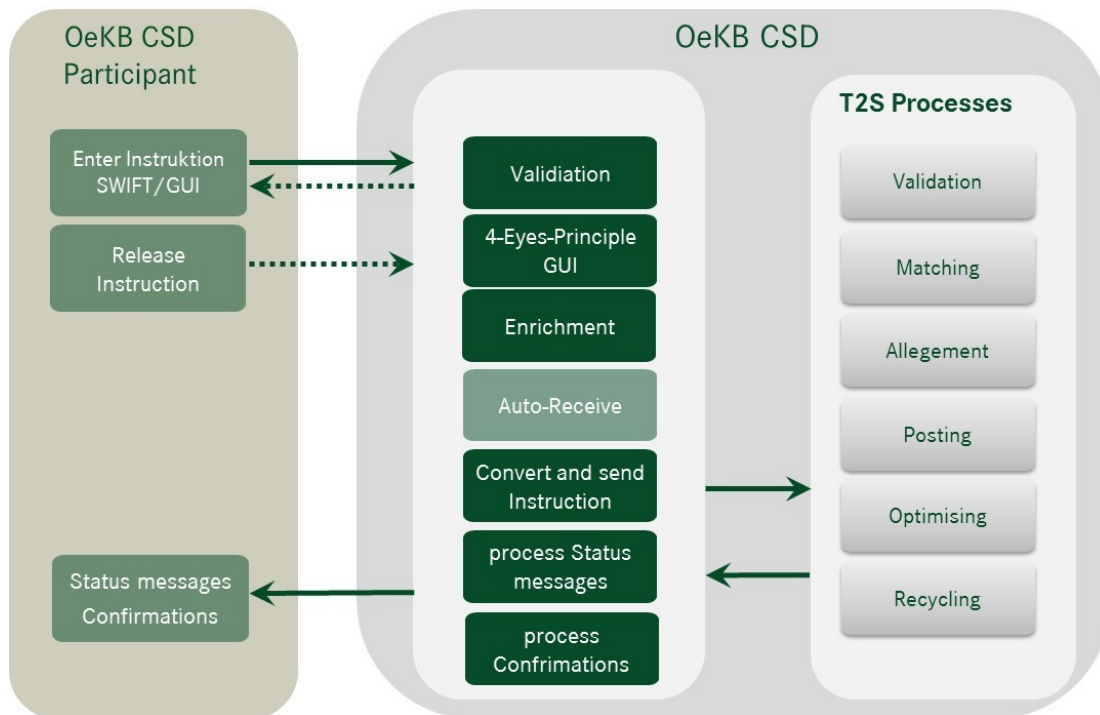 OeKB CSD
Participant
Enter Instruktion
SWIFT/GUI
Release
Instruction
Status messages
Confirmations
OeKB CSD
Validiation
4-Eyes-Principle
GUI
Enrichment
Auto-Receive
Convert and send
Instruction
process Status
messages
process
Confrimations
T2S Processes
Validation
Matching
Allegement
Posting
Optimising
Recycling